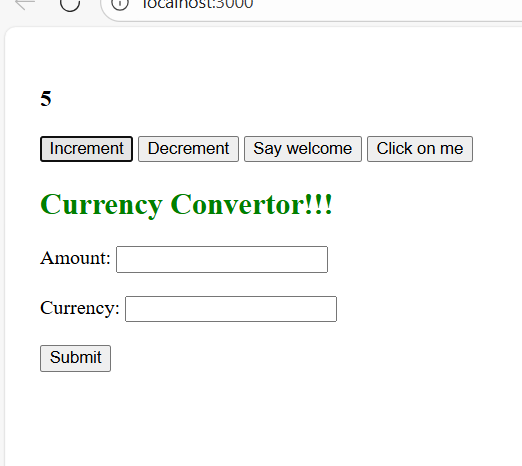 localhost:3000
5
Increment Decrement Say welcome Click on me
Currency Convertor!!!
Amount:
Currency:
Submit